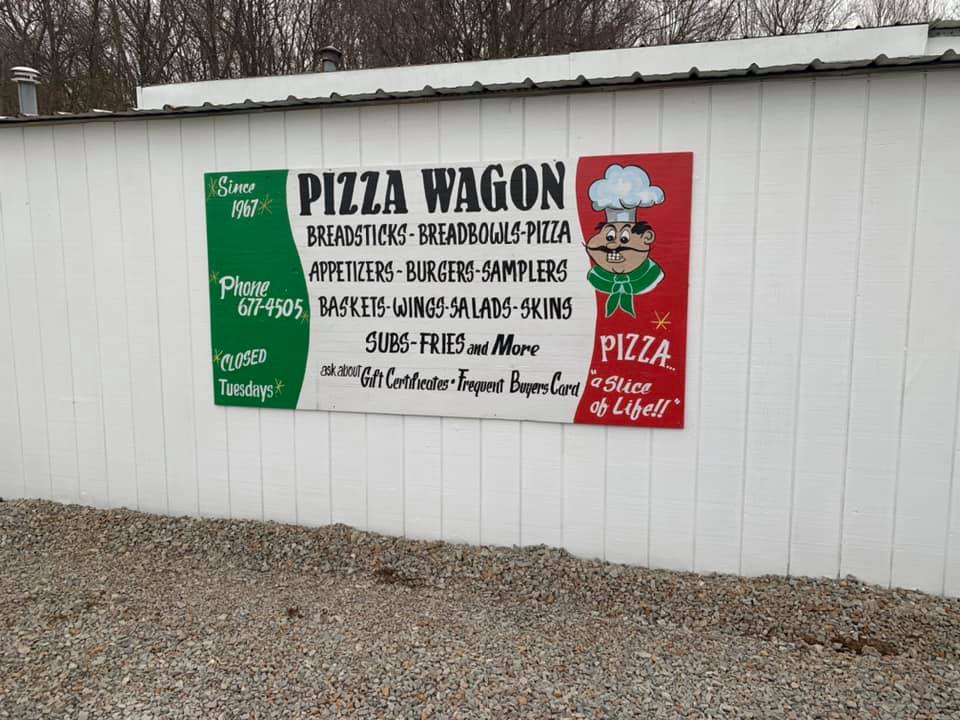 Since
1967
Phone
677-4505
CLOSED
Tuesdays
PIZZA WAGON
BREADSTICKS-BREADBOWLS-PIZZA
APPETIZERS-BURGERS-SAMPLERS
BASKETS-WINGS-SALADS-SKINS
SUBS-FRIES and More
ask about Gift Certificates • Frequent Buyers Card
PIZZA...
"a Slice
of Life!!"